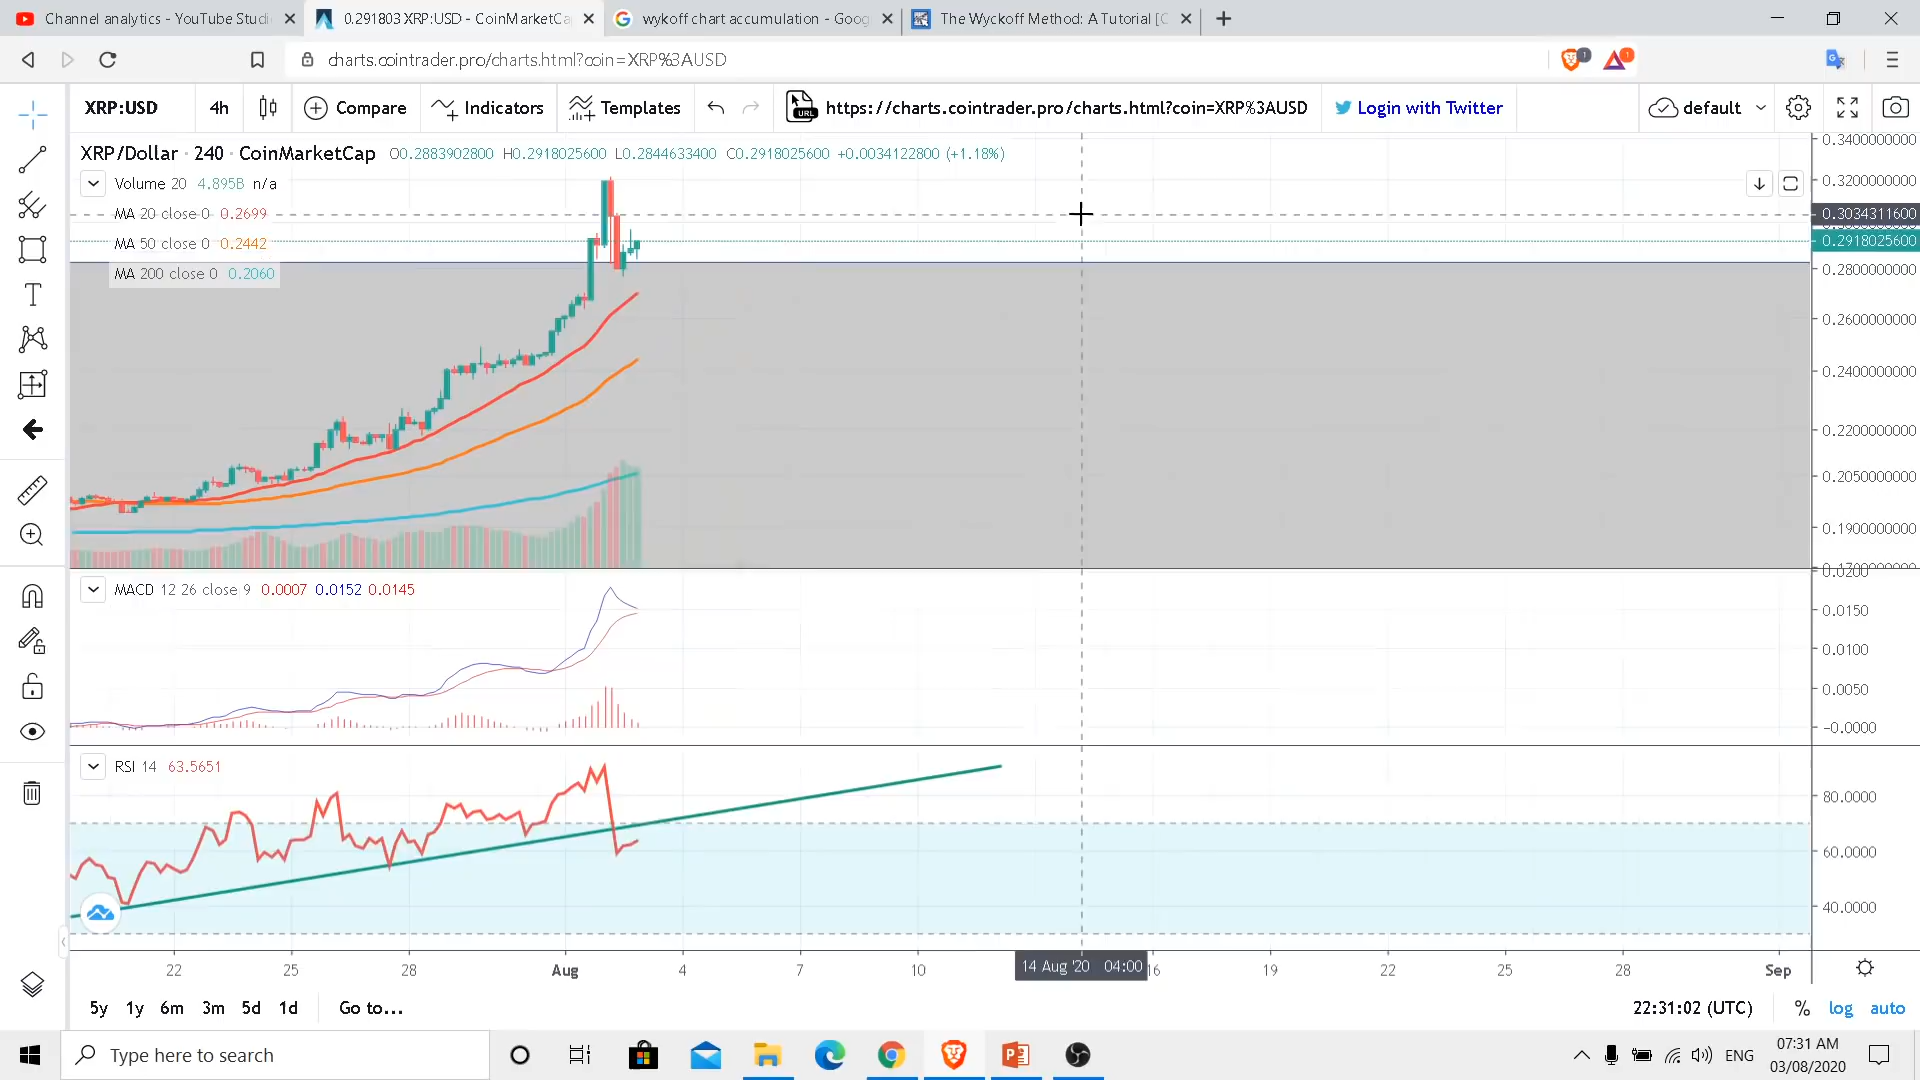 Channel analytics - YouTube Studi
0.291803 XRP:USD - CoinMarketCa
wykoff chart accumulation - Goog
The Wyckoff Method: A Tutorial [C
charts.cointrader.pro/charts.html?coin=XRP%3AUSD
1
1
XRP:USD
4h
Compare
Indicators
Templates
URL
https://charts.cointrader.pro/charts.html?coin=XRP%3AUSD
Login with Twitter
default
XRP/Dollar · 240 · CoinMarketCap
O0.2883902800 H0.2918025600 L0.2844633400 C0.2918025600 +0.0034122800 (+1.18%)
Volume 20 4.895B n/a
MA 20 close 0 0.2699
MA 50 close 0 0.2442
MA 200 close 0 0.2060
0.3400000000
0.3200000000
0.3034311600
0.2918025600
0.2800000000
0.2600000000
0.2400000000
0.2200000000
0.2050000000
0.1900000000
0.1700000000
MACD 12 26 close 9 0.0007 0.0152 0.0145
0.0200
0.0150
0.0100
0.0050
-0.0000
RSI 14 63.5651
80.0000
60.0000
40.0000
22 25 28 Aug 4 7 10 14 Aug '20 04:00 16 19 22 25 28 Sep
5y 1y 6m 3m 5d 1d Go to...
22:31:02 (UTC) % log auto
Type here to search
ENG
07:31 AM
03/08/2020